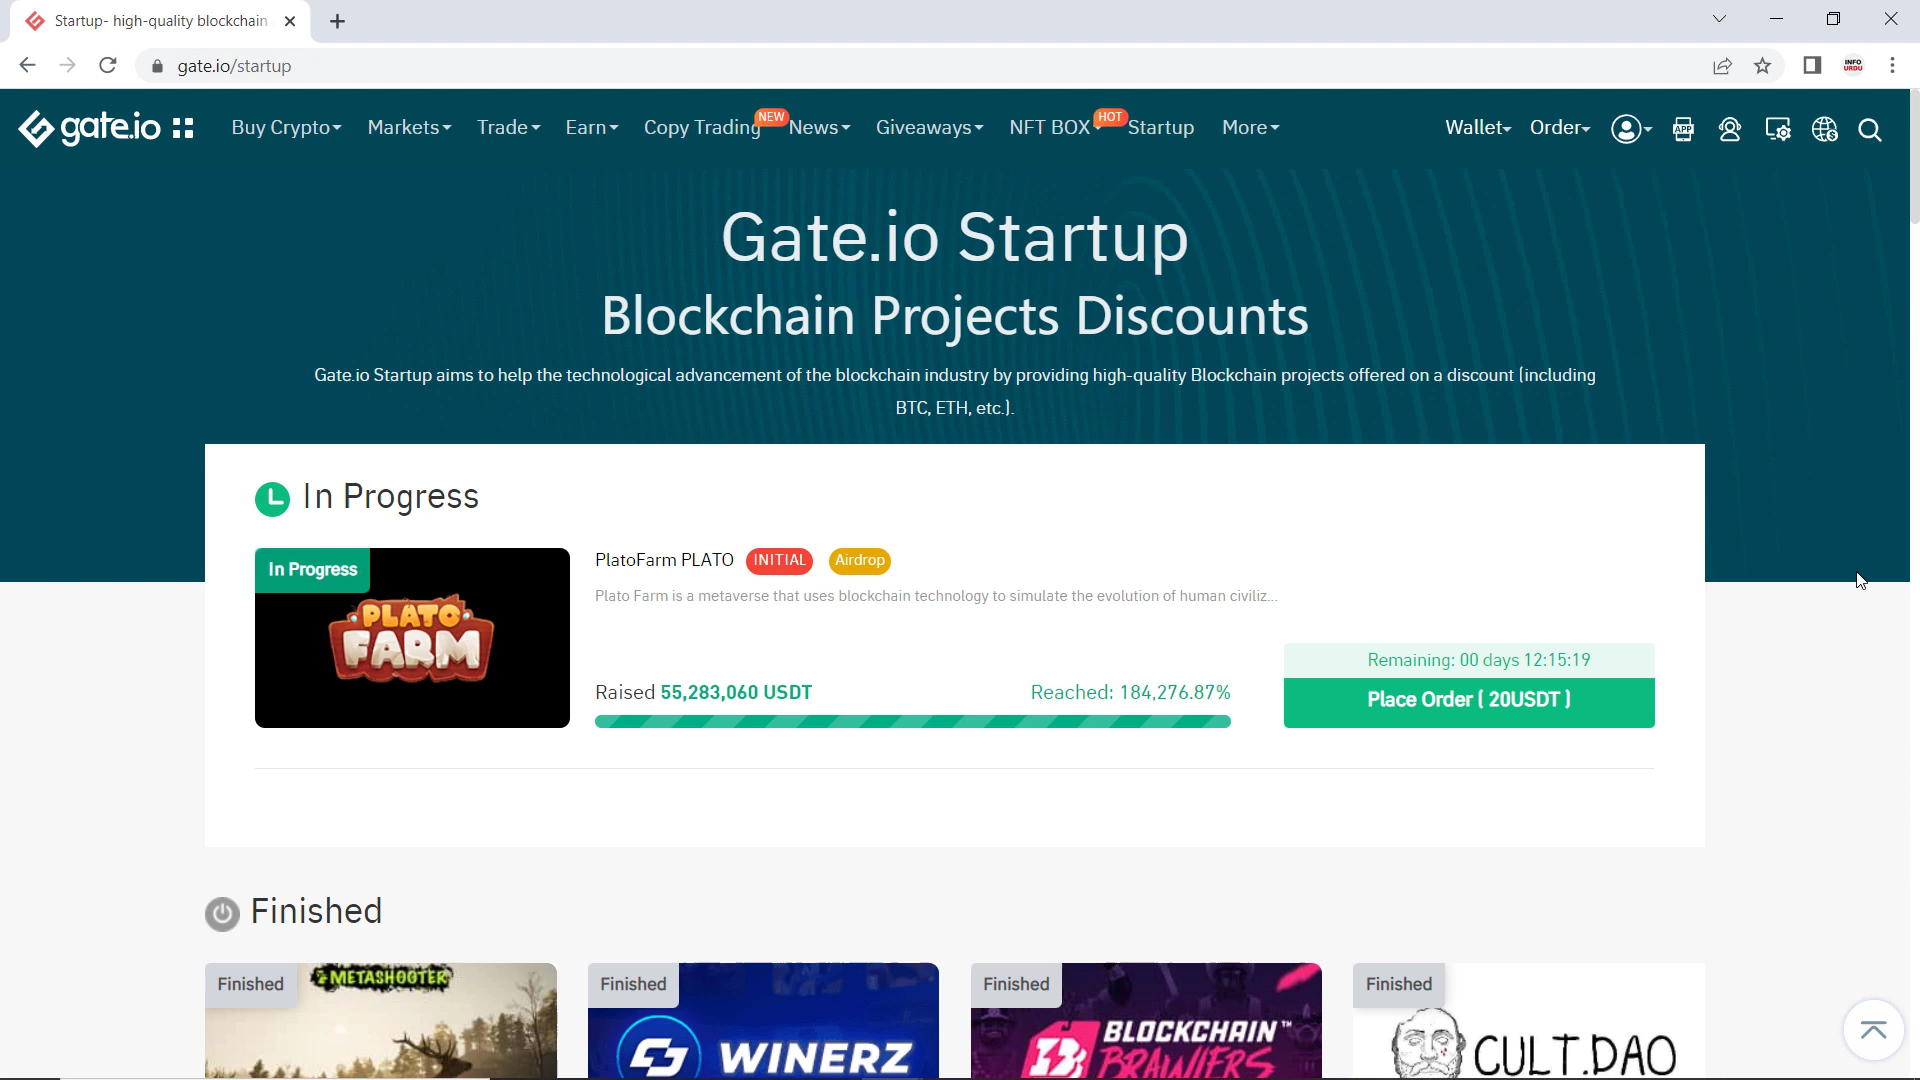 Startup- high-quality blockchain
gate.io/startup
INFO
URDU
gate.io
Buy Crypto
Markets
Trade
Earn
Copy Trading
NEW
News
Giveaways
NFT BOX
HOT
Startup
More
Wallet
Order
APP
Gate.io Startup
Blockchain Projects Discounts
Gate.io Startup aims to help the technological advancement of the blockchain industry by providing high-quality Blockchain projects offered on a discount (including
BTC, ETH, etc.).
In Progress
In Progress
PLATO
FARM
PlatoFarm PLATO
INITIAL
Airdrop
Plato Farm is a metaverse that uses blockchain technology to simulate the evolution of human civiliz...
Raised 55,283,060 USDT
Reached: 184,276.87%
Remaining: 00 days 12:15:19
Place Order ( 20USDT )
Finished
Finished
METASHOOTER
Finished
WINERZ
Finished
BLOCKCHAIN™
BRAWLERS
Finished
CULT.DAO